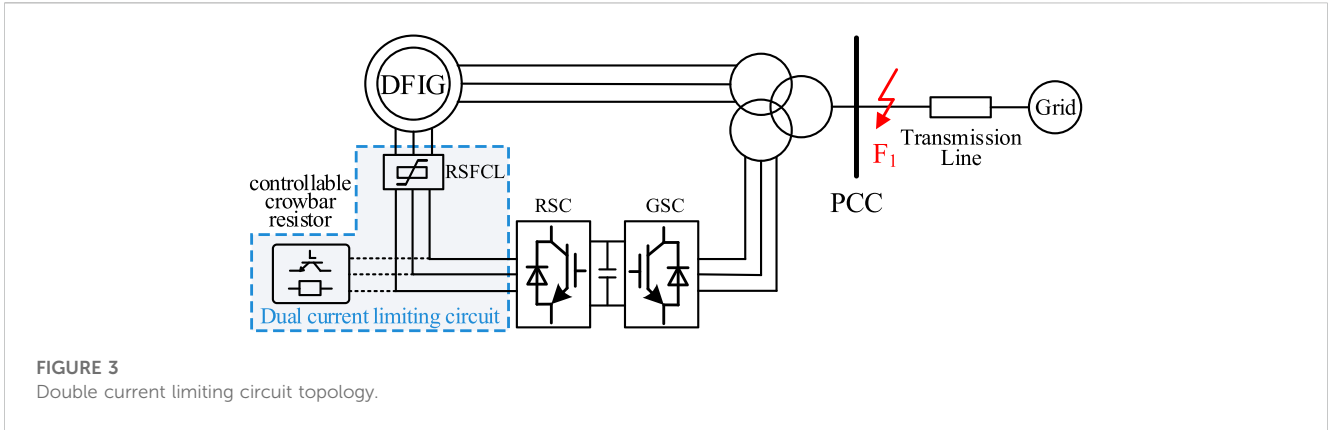 DFIG
RSFCL
controllable
crowbar
resistor
RSC
GSC
Dual current limiting circuit
PCC
F₁
Transmission
Line
Grid
FIGURE 3
Double current limiting circuit topology.